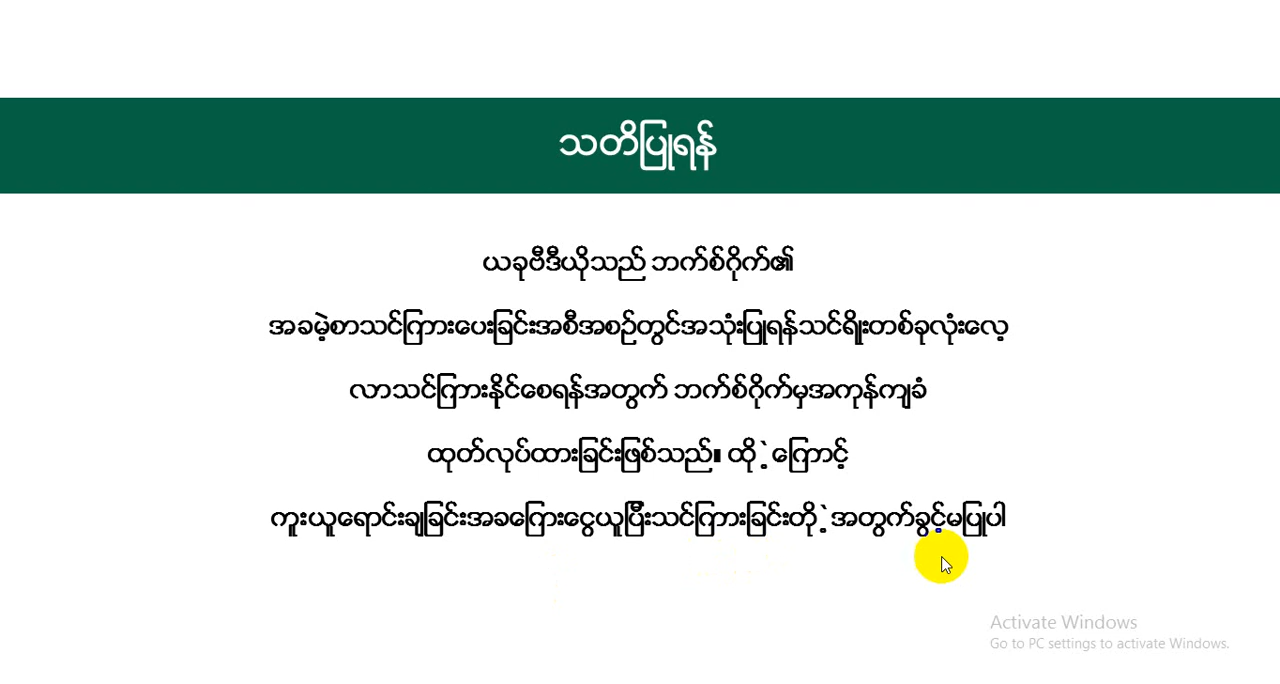 သတိပြုရန်
ယခုဗီဒီယိုသည် ဘက်စ်ဂိုက်၏
အခမဲ့စာသင်ကြားပေးခြင်းအစီအစဉ်တွင်အသုံးပြုရန်သင်ရိုးတစ်ခုလုံးလေ့
လာသင်ကြားနိုင်စေရန်အတွက် ဘက်စ်ဂိုက်မှအကုန်ကျခံ
ထုတ်လုပ်ထားခြင်းဖြစ်သည်။ ထို့ကြောင့်
ကူးယူရောင်းချခြင်းအခကြေးငွေယူပြီးသင်ကြားခြင်းတို့အတွက်ခွင့်မပြုပါ
Activate Windows
Go to PC settings to activate Windows.